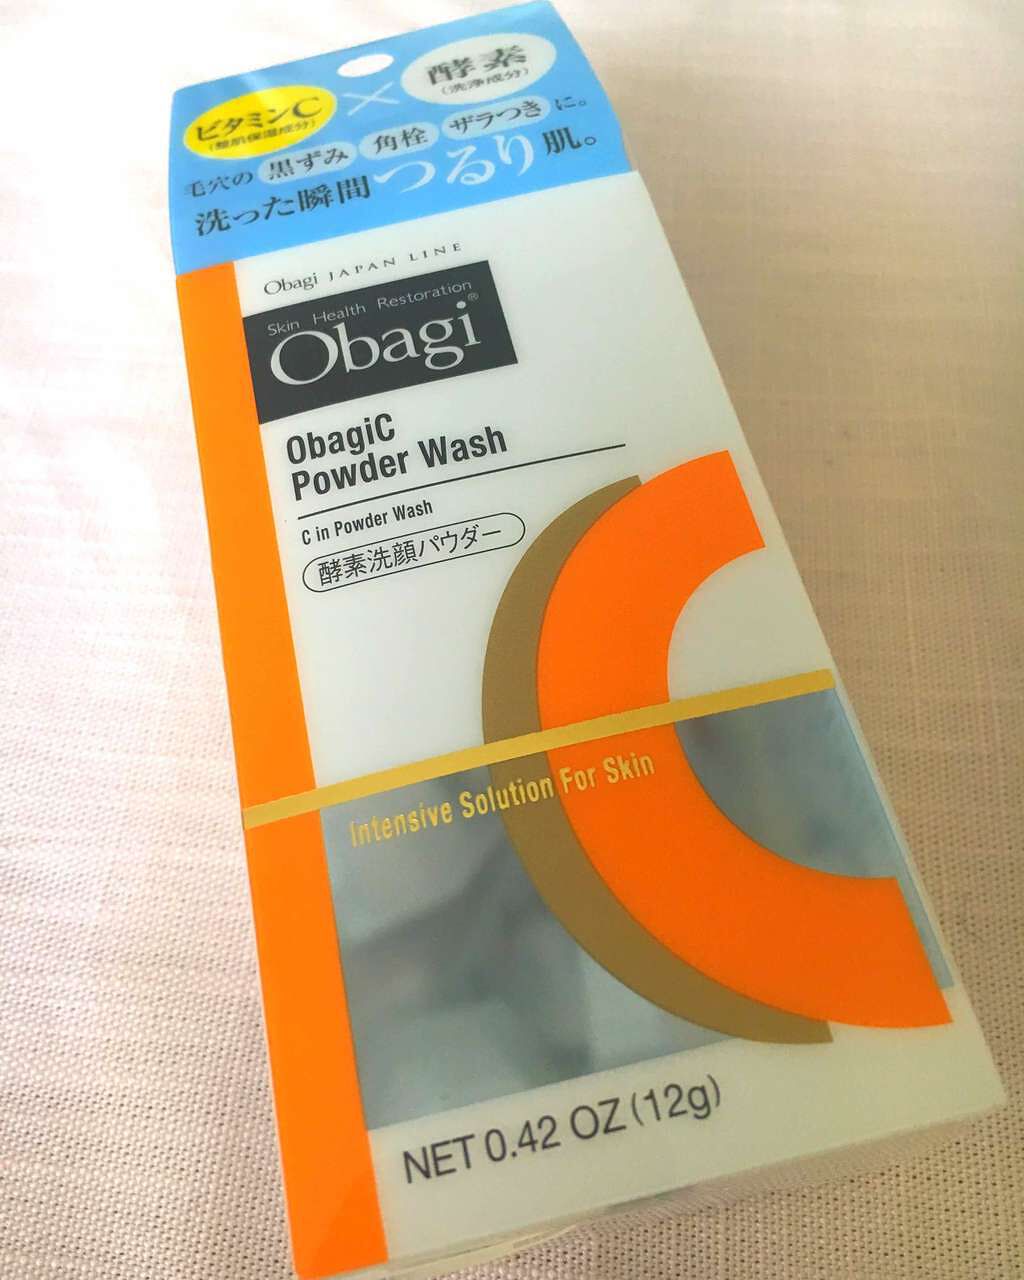 ビタミンC
(整肌保湿成分)
×
酵素
(洗浄成分)
毛穴の 黒ずみ 角栓 ザラつき に。
洗った瞬間つるり肌。
Obagi JAPAN LINE
Skin Health Restoration
Obagi®
ObagiC
Powder Wash
C in Powder Wash
酵素洗顔パウダー
Intensive Solution For Skin
NET 0.42 OZ (12g)